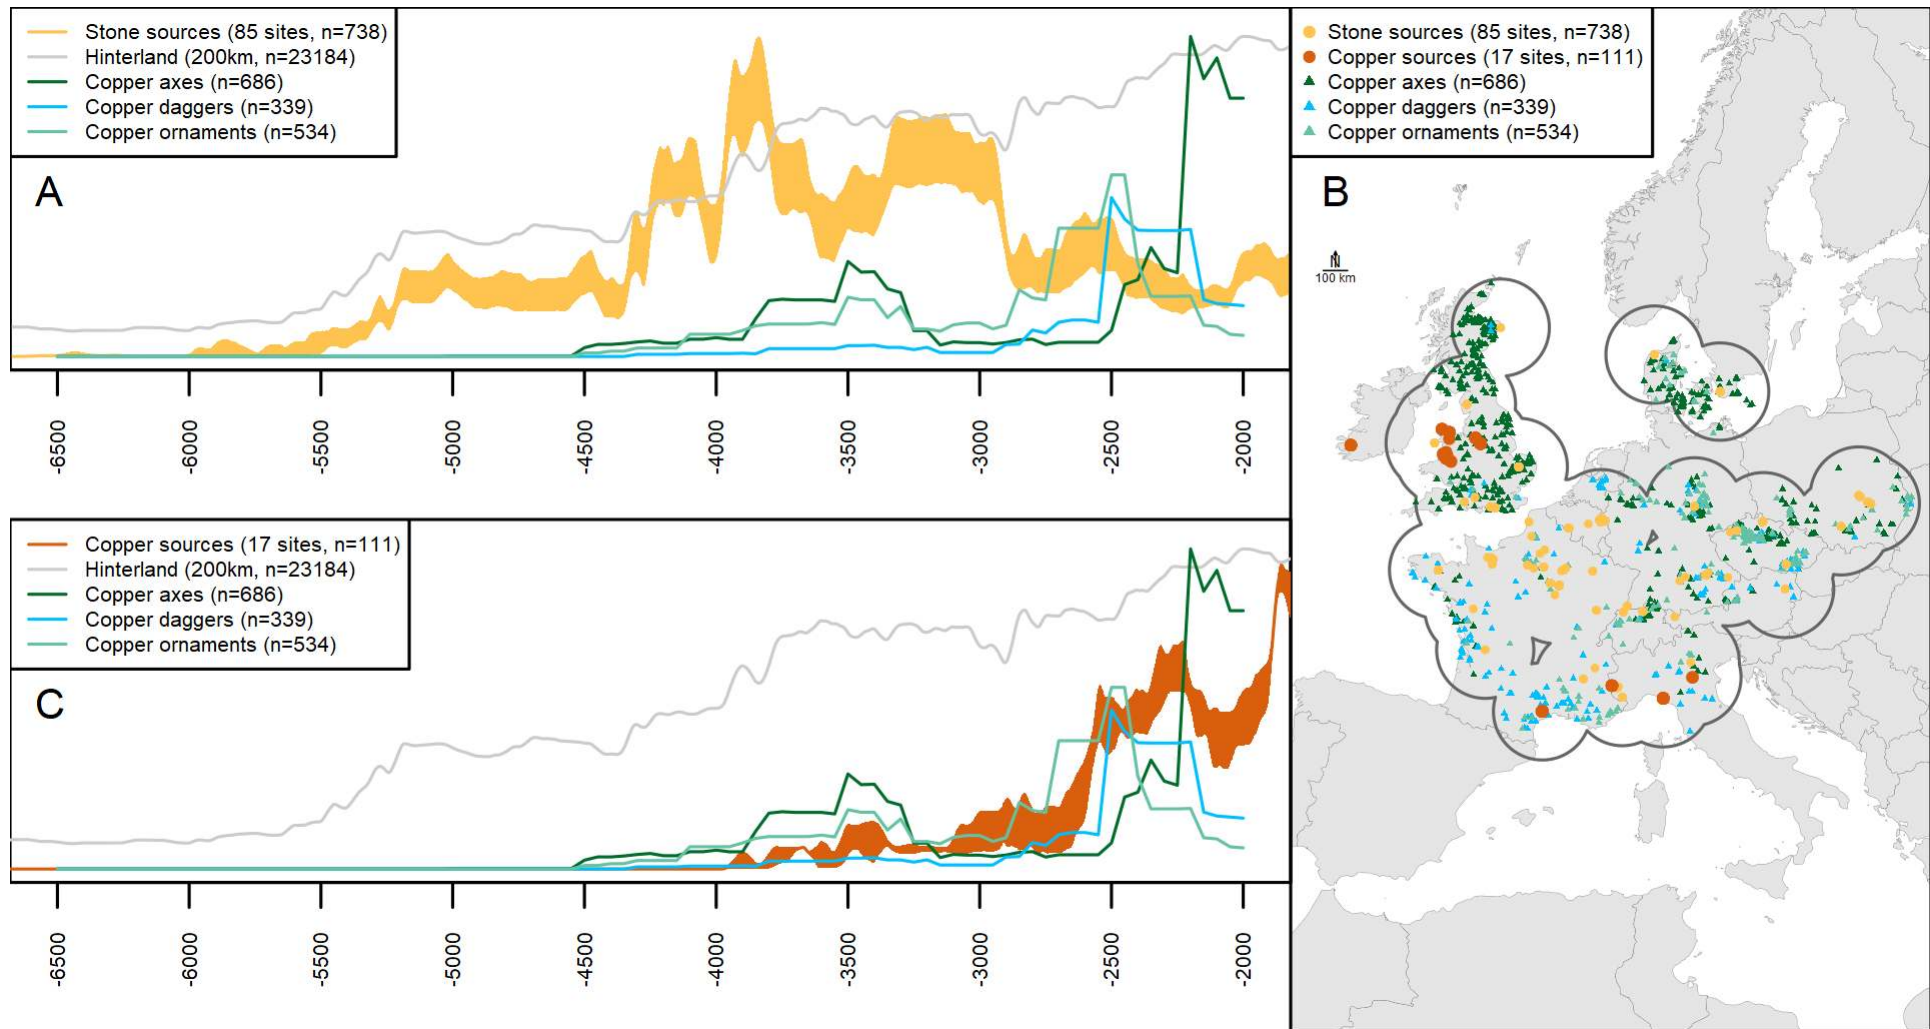 Stone sources (85 sites, n=738)
Hinterland (200km, n=23184)
Copper axes (n=686)
Copper daggers (n=339)
Copper ornaments (n=534)
A
-6500 -6000 -5500 -5000 -4500 -4000 -3500 -3000 -2500 -2000
Copper sources (17 sites, n=111)
Hinterland (200km, n=23184)
Copper axes (n=686)
Copper daggers (n=339)
Copper ornaments (n=534)
C
-6500 -6000 -5500 -5000 -4500 -4000 -3500 -3000 -2500 -2000
Stone sources (85 sites, n=738)
Copper sources (17 sites, n=111)
Copper axes (n=686)
Copper daggers (n=339)
Copper ornaments (n=534)
B
N
100 km